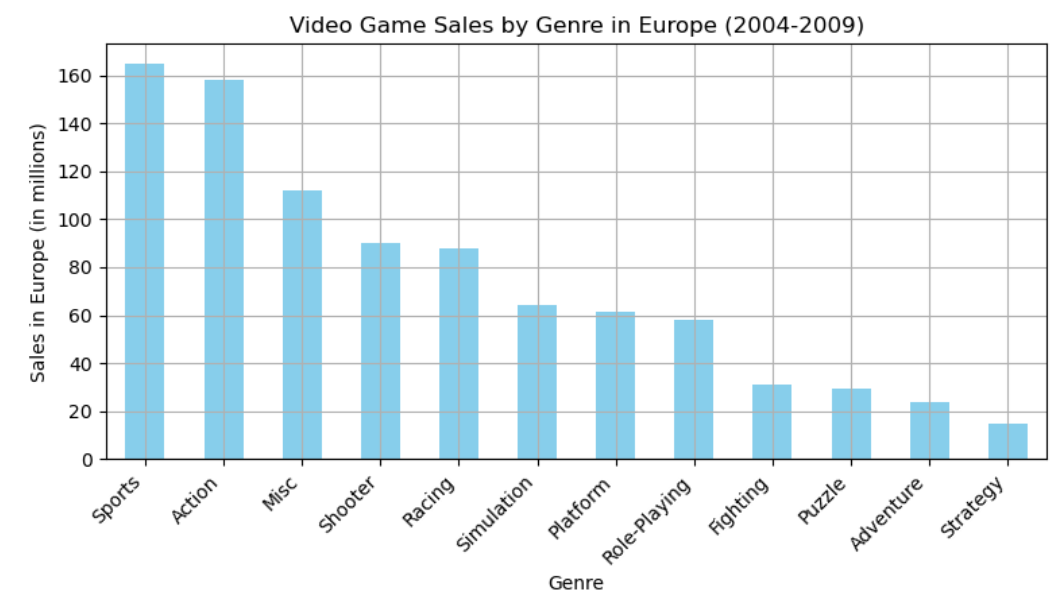 Video Game Sales by Genre in Europe (2004-2009)
Sales in Europe (in millions)
160
140
120
100
80
60
40
20
0
Sports
Action
Misc
Shooter
Racing
Simulation
Platform
Role-Playing
Fighting
Puzzle
Adventure
Strategy
Genre